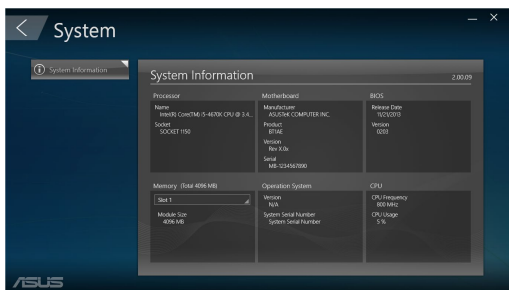 System
System Information
System Information
2.00.09
Processor
Name
Intel(R) Core(TM) i5-4670K CPU @ 3.4...
Socket
SOCKET 1150
Motherboard
Manufacturer
ASUSTeK COMPUTER INC.
Product
BT1AE
Version
Rev X.0x
Serial
MB-1234567890
BIOS
Release Date
11/21/2013
Version
0203
Memory (Total 4096 MB)
Slot 1
Module Size
4096 MB
Operation System
Version
N/A
System Serial Number
System Serial Number
CPU
CPU Frequency
800 MHz
CPU Usage
5 %
ASUS